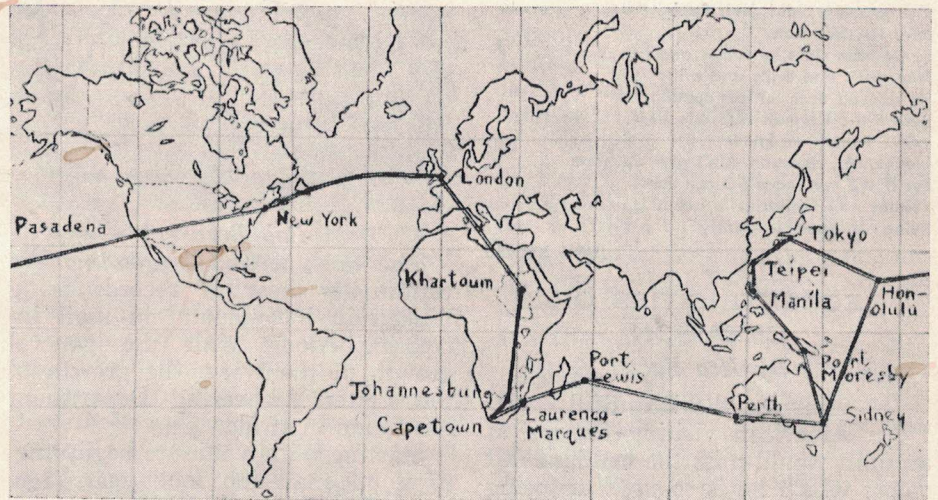 London
New York
Pasadena
Tokyo
Khartoum
Teipei
Manila
Hon-
olulu
Port
Lewis
Port
Moresby
Johannesburg
Capetown
Laurenco-
Marques
Perth
Sidney